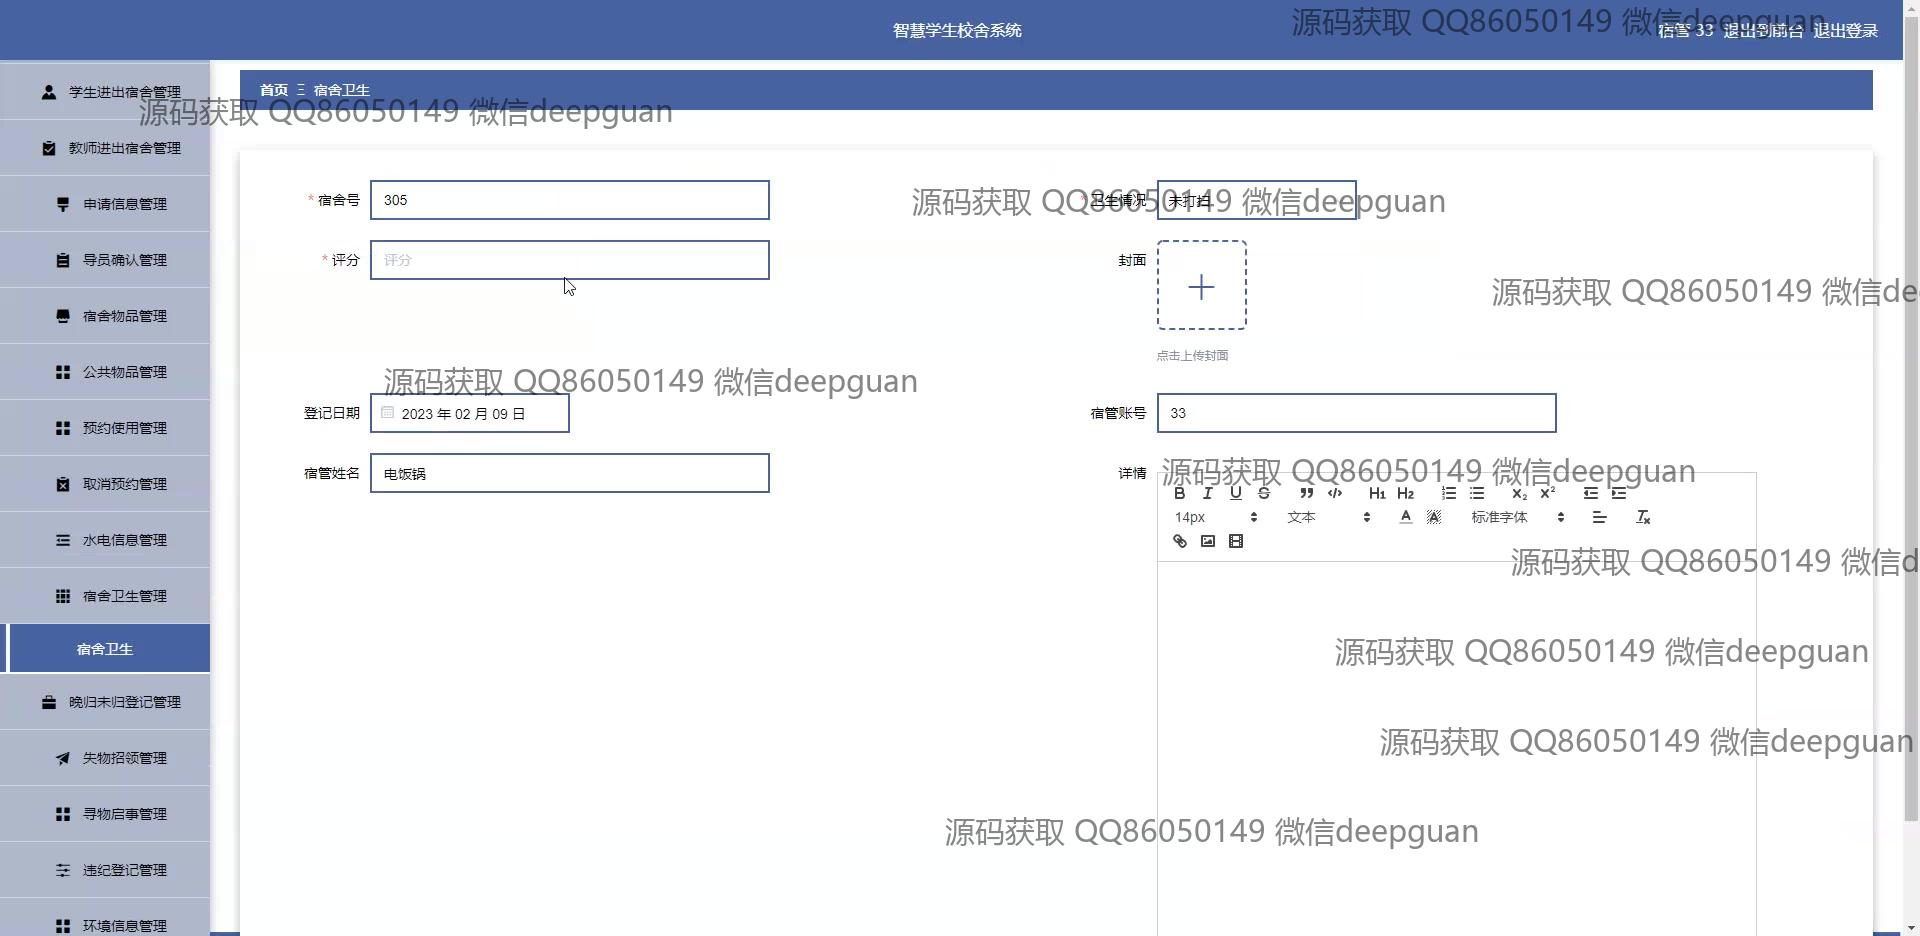 智慧学生校舍系统
宿管 33 退出到前台 退出登录
源码获取 QQ86050149 微信deepguan
首页 Ξ 宿舍卫生
学生进出宿舍管理
源码获取 QQ86050149 微信deepguan
教师进出宿舍管理
申请信息管理
导员确认管理
宿舍物品管理
公共物品管理
预约使用管理
取消预约管理
水电信息管理
宿舍卫生管理
宿舍卫生
晚归未归登记管理
失物招领管理
寻物启事管理
违纪登记管理
环境信息管理
* 宿舍号 305
* 卫生情况 未打扫
源码获取 QQ86050149 微信deepguan
* 评分 评分
封面
源码获取 QQ86050149 微信de
点击上传封面
源码获取 QQ86050149 微信deepguan
登记日期 2023 年 02 月 09 日
宿管账号 33
宿管姓名 电饭锅
详情
源码获取 QQ86050149 微信deepguan
B I U S H1 H2 X2 X2
14px 文本 A A 标准字体 Tx
源码获取 QQ86050149 微信d
源码获取 QQ86050149 微信deepguan
源码获取 QQ86050149 微信deepguan
源码获取 QQ86050149 微信deepguan